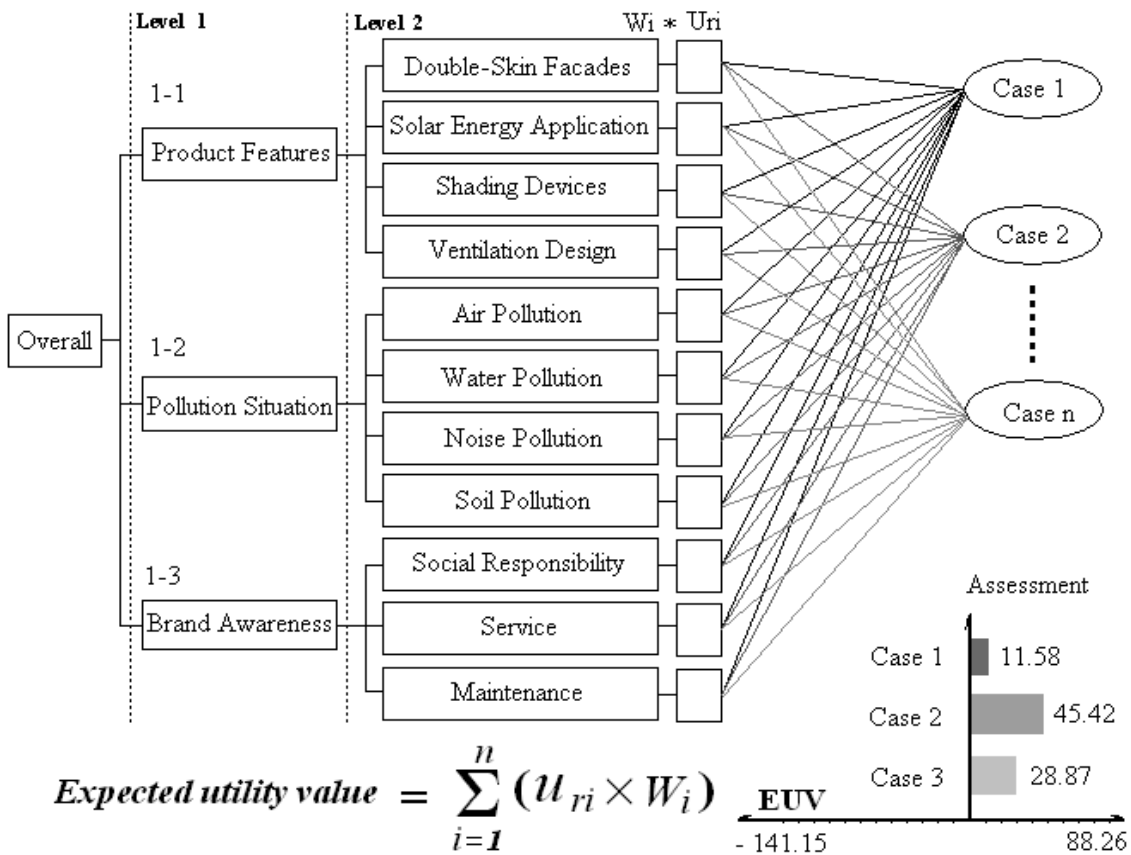 Level 1
Level 2
Wi * Uri
1-1
Product Features
Double-Skin Facades
Solar Energy Application
Shading Devices
Ventilation Design
Case 1
Case 2
Case n
Overall
1-2
Pollution Situation
Air Pollution
Water Pollution
Noise Pollution
Soil Pollution
1-3
Brand Awareness
Social Responsibility
Service
Maintenance
Assessment
Case 1 11.58
Case 2 45.42
Case 3 28.87
EUV
- 141.15 88.26
Expected utility value = n∑i=1 (u ri × Wi)